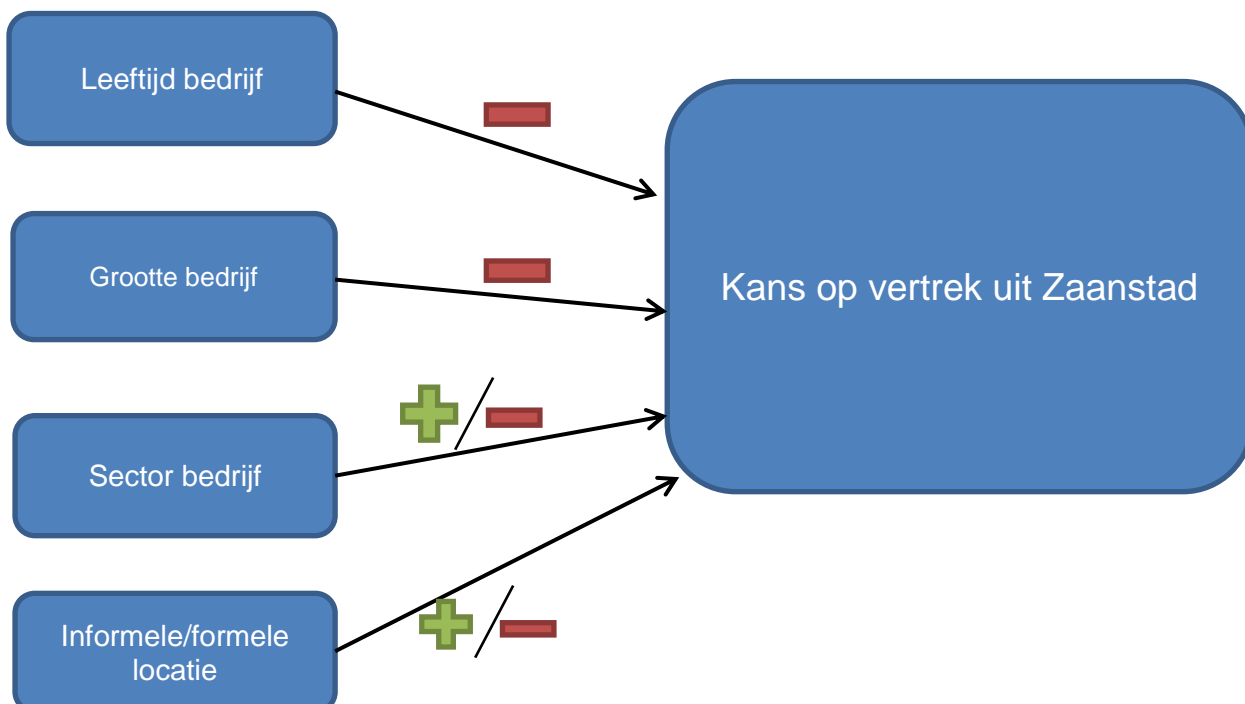 Leeftijd bedrijf
Grootte bedrijf
Sector bedrijf
Informele/formele
locatie
Kans op vertrek uit Zaanstad